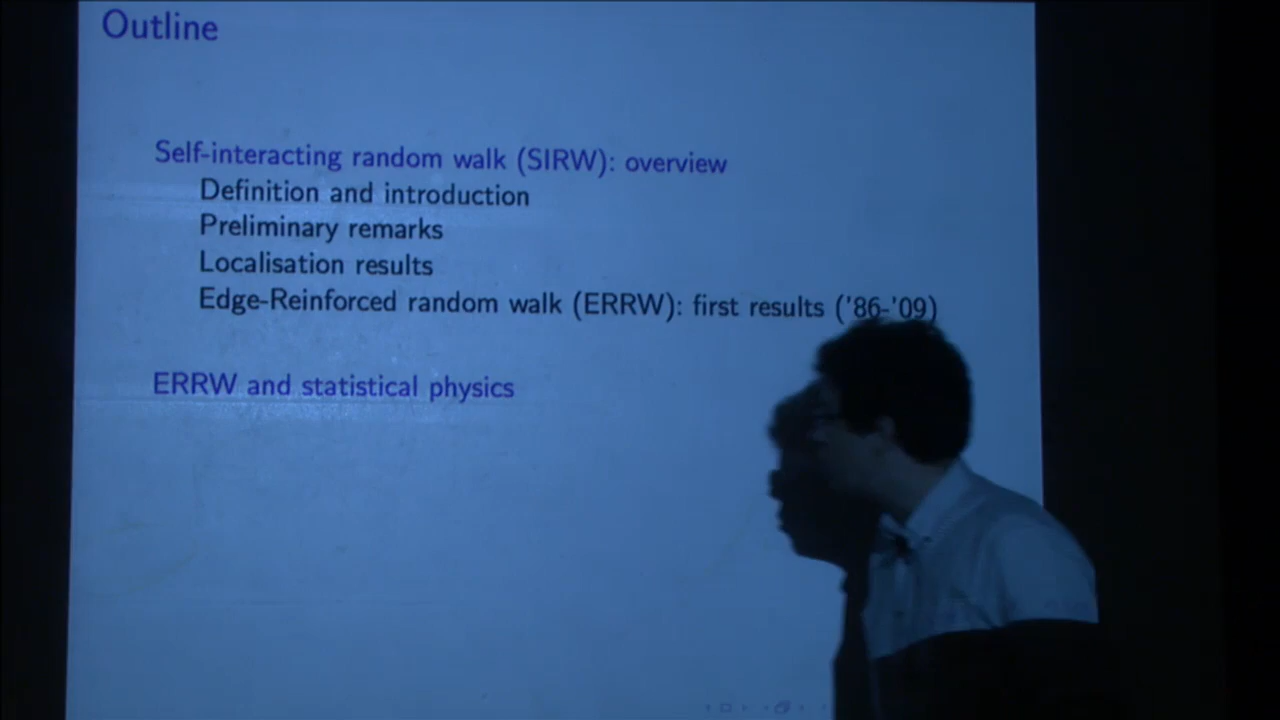 Outline
Self-interacting random walk (SIRW): overview
Definition and introduction
Preliminary remarks
Localisation results
Edge-Reinforced random walk (ERRW): first results ('86-'09)
ERRW and statistical physics